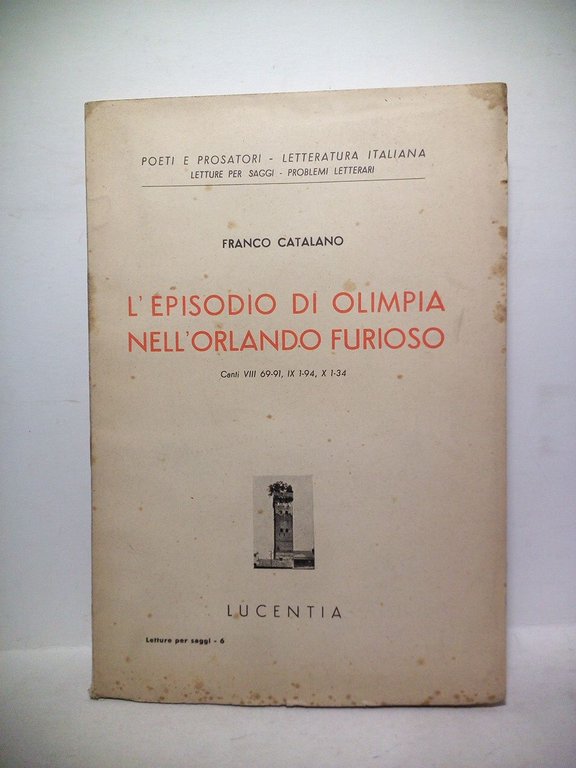 POETI E PROSATORI - LETTERATURA ITALIANA
LETTURE PER SAGGI - PROBLEMI LETTERARI
FRANCO CATALANO
L'EPISODIO DI OLIMPIA
NELL'ORLANDO FURIOSO
Canti VIII 69-91, IX 1-94, X 1-34
LUCENTIA
Letture per saggi - 6